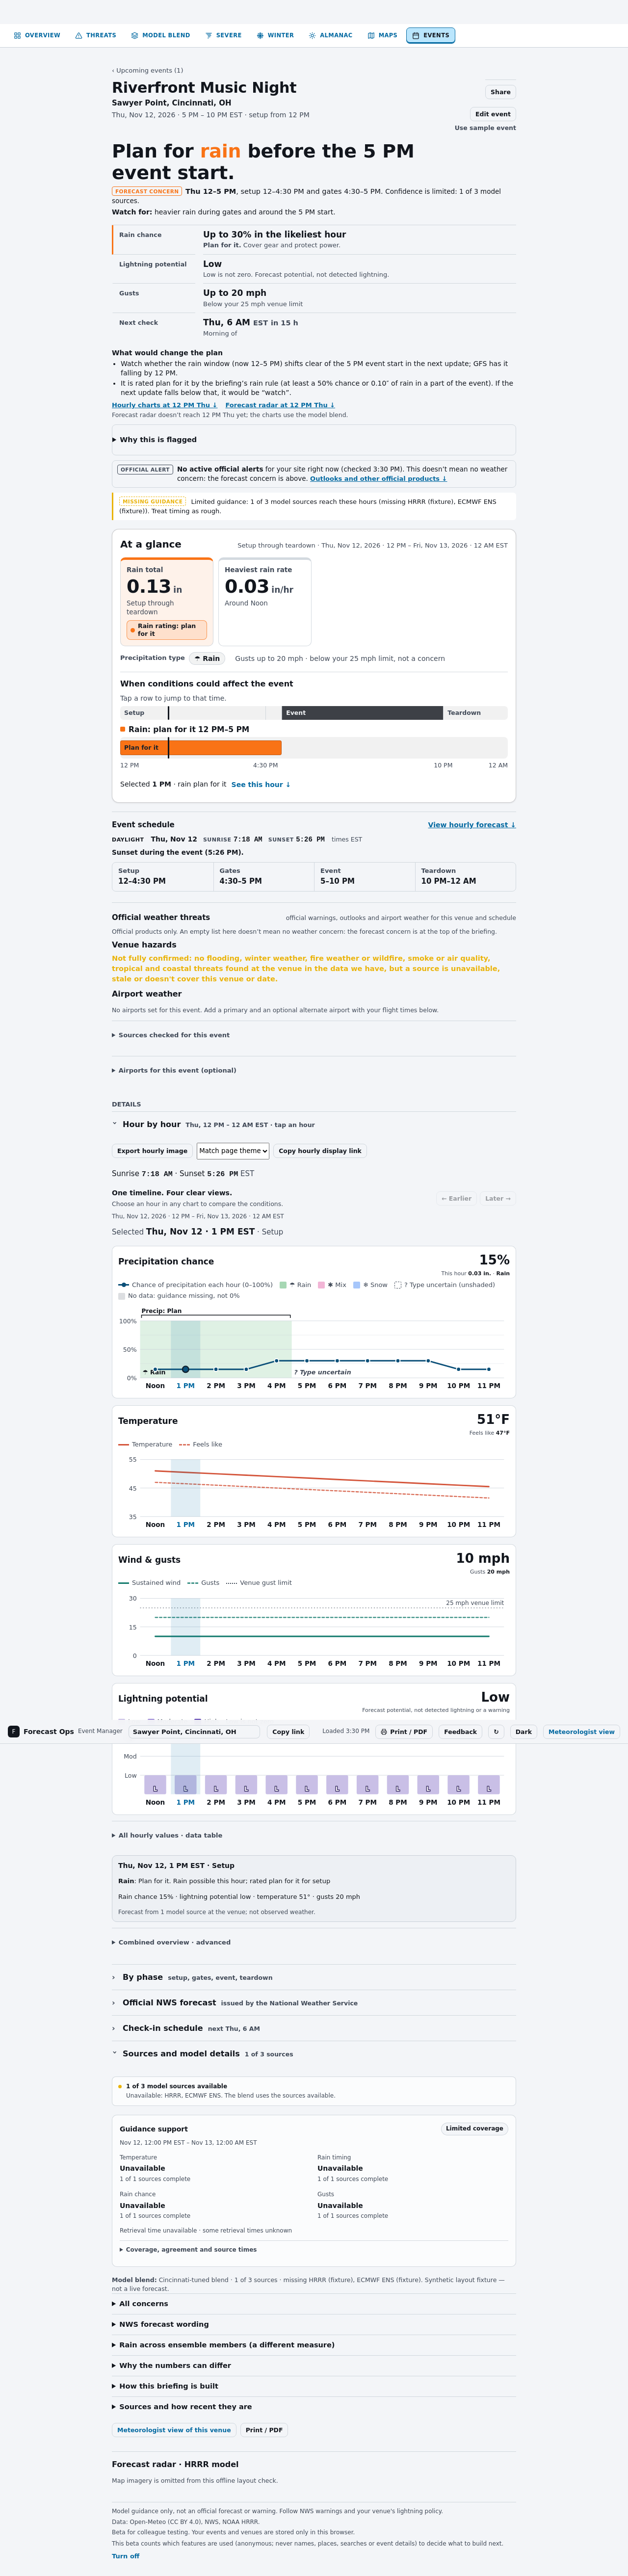 OVERVIEW THREATS MODEL BLEND SEVERE WINTER ALMANAC MAPS EVENTS
‹ Upcoming events (1)
Riverfront Music Night
Share
Sawyer Point, Cincinnati, OH
Thu, Nov 12, 2026 · 5 PM – 10 PM EST · setup from 12 PM
Edit event
Use sample event
Plan for rain before the 5 PM
event start.
FORECAST CONCERN Thu 12–5 PM, setup 12–4:30 PM and gates 4:30–5 PM. Confidence is limited: 1 of 3 model
sources.
Watch for: heavier rain during gates and around the 5 PM start.
Rain chance
Up to 30% in the likeliest hour
Plan for it. Cover gear and protect power.
Lightning potential
Low
Low is not zero. Forecast potential, not detected lightning.
Gusts
Up to 20 mph
Below your 25 mph venue limit
Next check
Thu, 6 AM EST in 15 h
Morning of
What would change the plan
• Watch whether the rain window (now 12–5 PM) shifts clear of the 5 PM event start in the next update; GFS has it
falling by 12 PM.
• It is rated plan for it by the briefing's rain rule (at least a 50% chance or 0.10″ of rain in a part of the event). If the
next update falls below that, it would be “watch”.
Hourly charts at 12 PM Thu ↓ Forecast radar at 12 PM Thu ↓
Forecast radar doesn't reach 12 PM Thu yet; the charts use the model blend.
▶ Why this is flagged
OFFICIAL ALERT No active official alerts for your site right now (checked 3:30 PM). This doesn't mean no weather
concern: the forecast concern is above. Outlooks and other official products ↓
MISSING GUIDANCE Limited guidance: 1 of 3 model sources reach these hours (missing HRRR (fixture), ECMWF ENS
(fixture)). Treat timing as rough.
At a glance
Setup through teardown · Thu, Nov 12, 2026 · 12 PM – Fri, Nov 13, 2026 · 12 AM EST
Rain total
0.13 in
Setup through
teardown
Rain rating: plan
for it
Heaviest rain rate
0.03 in/hr
Around Noon
Precipitation type ☂ Rain Gusts up to 20 mph · below your 25 mph limit, not a concern
When conditions could affect the event
Tap a row to jump to that time.
Setup Event Teardown
Rain: plan for it 12 PM–5 PM
Plan for it
12 PM 4:30 PM 10 PM 12 AM
Selected 1 PM · rain plan for it See this hour ↓
Event schedule
View hourly forecast ↓
DAYLIGHT Thu, Nov 12 SUNRISE 7:18 AM SUNSET 5:26 PM times EST
Sunset during the event (5:26 PM).
Setup
12–4:30 PM
Gates
4:30–5 PM
Event
5–10 PM
Teardown
10 PM–12 AM
Official weather threats
official warnings, outlooks and airport weather for this venue and schedule
Official products only. An empty list here doesn't mean no weather concern: the forecast concern is at the top of the briefing.
Venue hazards
Not fully confirmed: no flooding, winter weather, fire weather or wildfire, smoke or air quality,
tropical and coastal threats found at the venue in the data we have, but a source is unavailable,
stale or doesn't cover this venue or date.
Airport weather
No airports set for this event. Add a primary and an optional alternate airport with your flight times below.
▶ Sources checked for this event
▶ Airports for this event (optional)
DETAILS
Hour by hour Thu, 12 PM – 12 AM EST · tap an hour
Export hourly image Match page theme Copy hourly display link
Sunrise 7:18 AM · Sunset 5:26 PM EST
One timeline. Four clear views.
Choose an hour in any chart to compare the conditions.
← Earlier Later →
Thu, Nov 12, 2026 · 12 PM – Fri, Nov 13, 2026 · 12 AM EST
Selected Thu, Nov 12 · 1 PM EST · Setup
Precipitation chance
15%
This hour 0.03 in. · Rain
Chance of precipitation each hour (0–100%) ☂ Rain ✱ Mix ❄ Snow ? Type uncertain (unshaded)
No data: guidance missing, not 0%
Precip: Plan
100%
50%
0%
☂ Rain
? Type uncertain
Noon 1 PM 2 PM 3 PM 4 PM 5 PM 6 PM 7 PM 8 PM 9 PM 10 PM 11 PM
Temperature
51°F
Feels like 47°F
Temperature Feels like
55
45
35
Noon 1 PM 2 PM 3 PM 4 PM 5 PM 6 PM 7 PM 8 PM 9 PM 10 PM 11 PM
Wind & gusts
10 mph
Gusts 20 mph
Sustained wind Gusts Venue gust limit
25 mph venue limit
30
15
0
Noon 1 PM 2 PM 3 PM 4 PM 5 PM 6 PM 7 PM 8 PM 9 PM 10 PM 11 PM
Lightning potential
Low
Forecast potential, not detected lightning or a warning
F Forecast Ops Event Manager Sawyer Point, Cincinnati, OH Copy link Loaded 3:30 PM Print / PDF Feedback ↻ Dark Meteorologist view
Mod
Low
L L L L L L L L L L L L
Noon 1 PM 2 PM 3 PM 4 PM 5 PM 6 PM 7 PM 8 PM 9 PM 10 PM 11 PM
▶ All hourly values · data table
Thu, Nov 12, 1 PM EST · Setup
Rain: Plan for it. Rain possible this hour; rated plan for it for setup
Rain chance 15% · lightning potential low · temperature 51° · gusts 20 mph
Forecast from 1 model source at the venue; not observed weather.
▶ Combined overview · advanced
› By phase setup, gates, event, teardown
› Official NWS forecast issued by the National Weather Service
› Check-in schedule next Thu, 6 AM
Sources and model details 1 of 3 sources
1 of 3 model sources available
Unavailable: HRRR, ECMWF ENS. The blend uses the sources available.
Guidance support
Limited coverage
Nov 12, 12:00 PM EST – Nov 13, 12:00 AM EST
Temperature
Unavailable
1 of 1 sources complete
Rain timing
Unavailable
1 of 1 sources complete
Rain chance
Unavailable
1 of 1 sources complete
Gusts
Unavailable
1 of 1 sources complete
Retrieval time unavailable · some retrieval times unknown
▶ Coverage, agreement and source times
Model blend: Cincinnati-tuned blend · 1 of 3 sources · missing HRRR (fixture), ECMWF ENS (fixture). Synthetic layout fixture —
not a live forecast.
▶ All concerns
▶ NWS forecast wording
▶ Rain across ensemble members (a different measure)
▶ Why the numbers can differ
▶ How this briefing is built
▶ Sources and how recent they are
Meteorologist view of this venue Print / PDF
Forecast radar · HRRR model
Map imagery is omitted from this offline layout check.
Model guidance only, not an official forecast or warning. Follow NWS warnings and your venue's lightning policy.
Data: Open-Meteo (CC BY 4.0), NWS, NOAA HRRR.
Beta for colleague testing. Your events and venues are stored only in this browser.
This beta counts which features are used (anonymous; never names, places, searches or event details) to decide what to build next.
Turn off